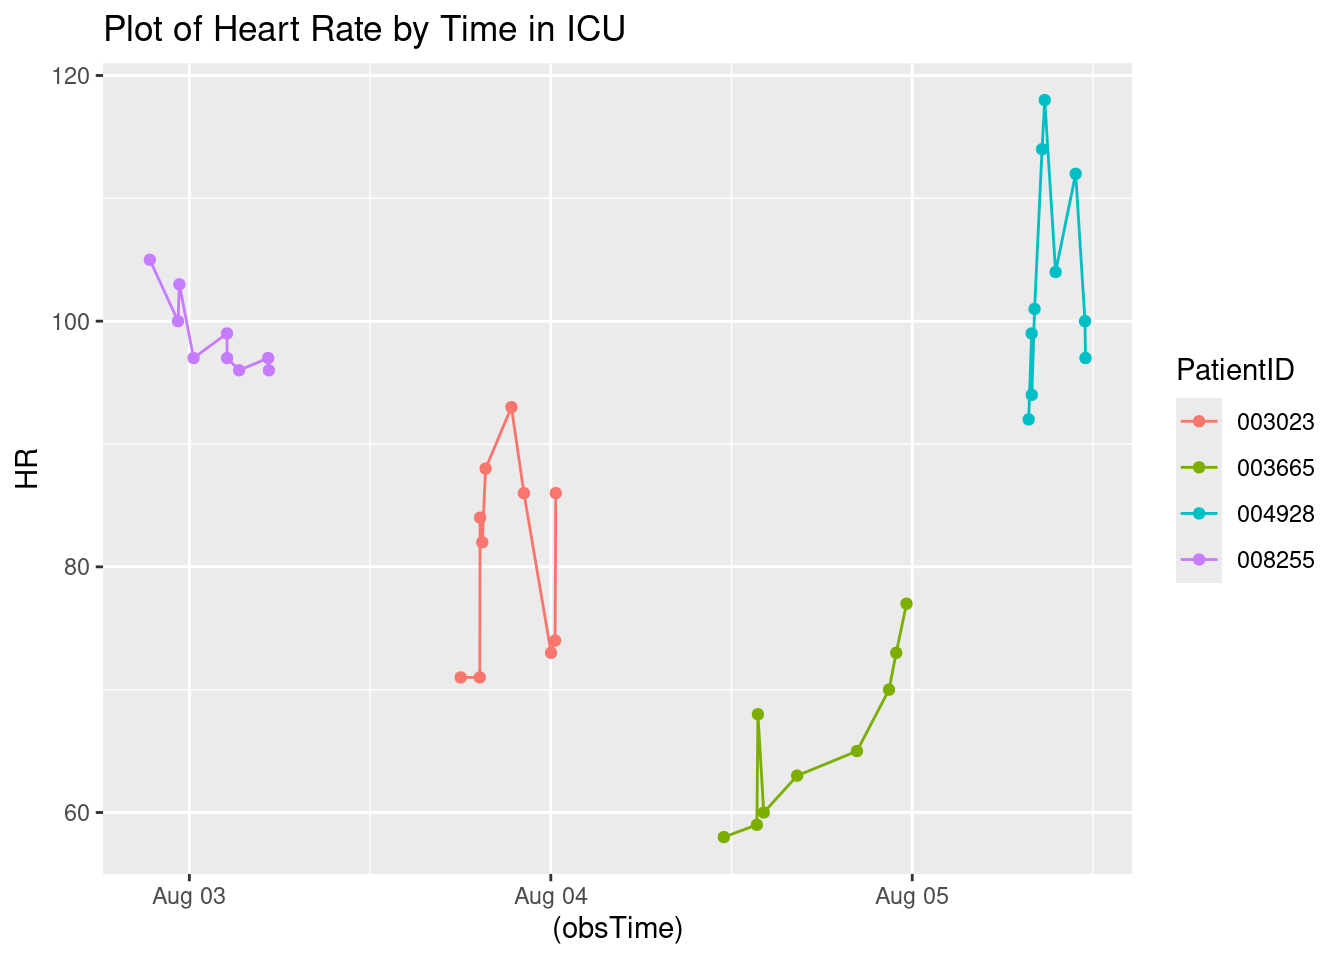 Plot of Heart Rate by Time in ICU
120
100
80
60
HR
Aug 03
Aug 04
Aug 05
(obsTime)
PatientID
003023
003665
004928
008255